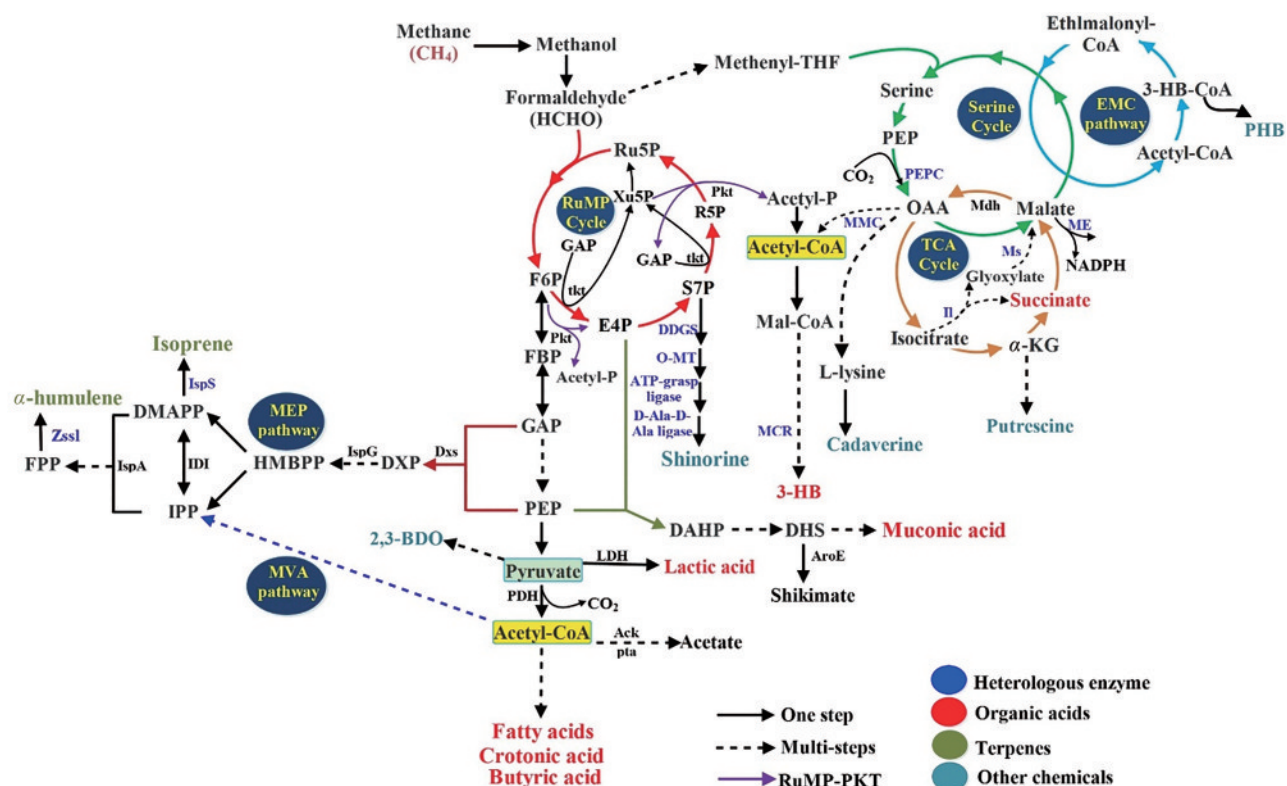 Methane
(CH₄)
Methanol
Formaldehyde
(HCHO)
Methenyl-THF
Serine
PEP
CO₂
PEPC
Serine
Cycle
Ethlmalonyl-
CoA
3-HB-CoA
EMC
pathway
PHB
Acetyl-CoA
Ru5P
Xu5P
RuMP
Cycle
GAP
Pkt
R5P
GAP
tkt
Acetyl-P
MMC
OAA
Mdh
Malate
ME
NADPH
Acetyl-CoA
TCA
Cycle
Ms
Glyoxylate
Il
Succinate
F6P
tkt
E4P
S7P
Pkt
FBP
Acetyl-P
Mal-CoA
Isocitrate
α-KG
DDGS
O-MT
ATP-grasp
ligase
D-Ala-D-
Ala ligase
Shinorine
L-lysine
MCR
Cadaverine
Putrescine
3-HB
Isoprene
IspS
α-humulene
Zssl
DMAPP
MEP
pathway
FPP
IspA
IDI
HMBPP
IspG
DXP
Dxs
GAP
IPP
PEP
DAHP
DHS
Muconic acid
AroE
Shikimate
2,3-BDO
MVA
pathway
Pyruvate
LDH
Lactic acid
PDH
CO₂
Acetyl-CoA
Ack
pta
Acetate
Fatty acids
Crotonic acid
Butyric acid
One step
Multi-steps
RuMP-PKT
Heterologous enzyme
Organic acids
Terpenes
Other chemicals